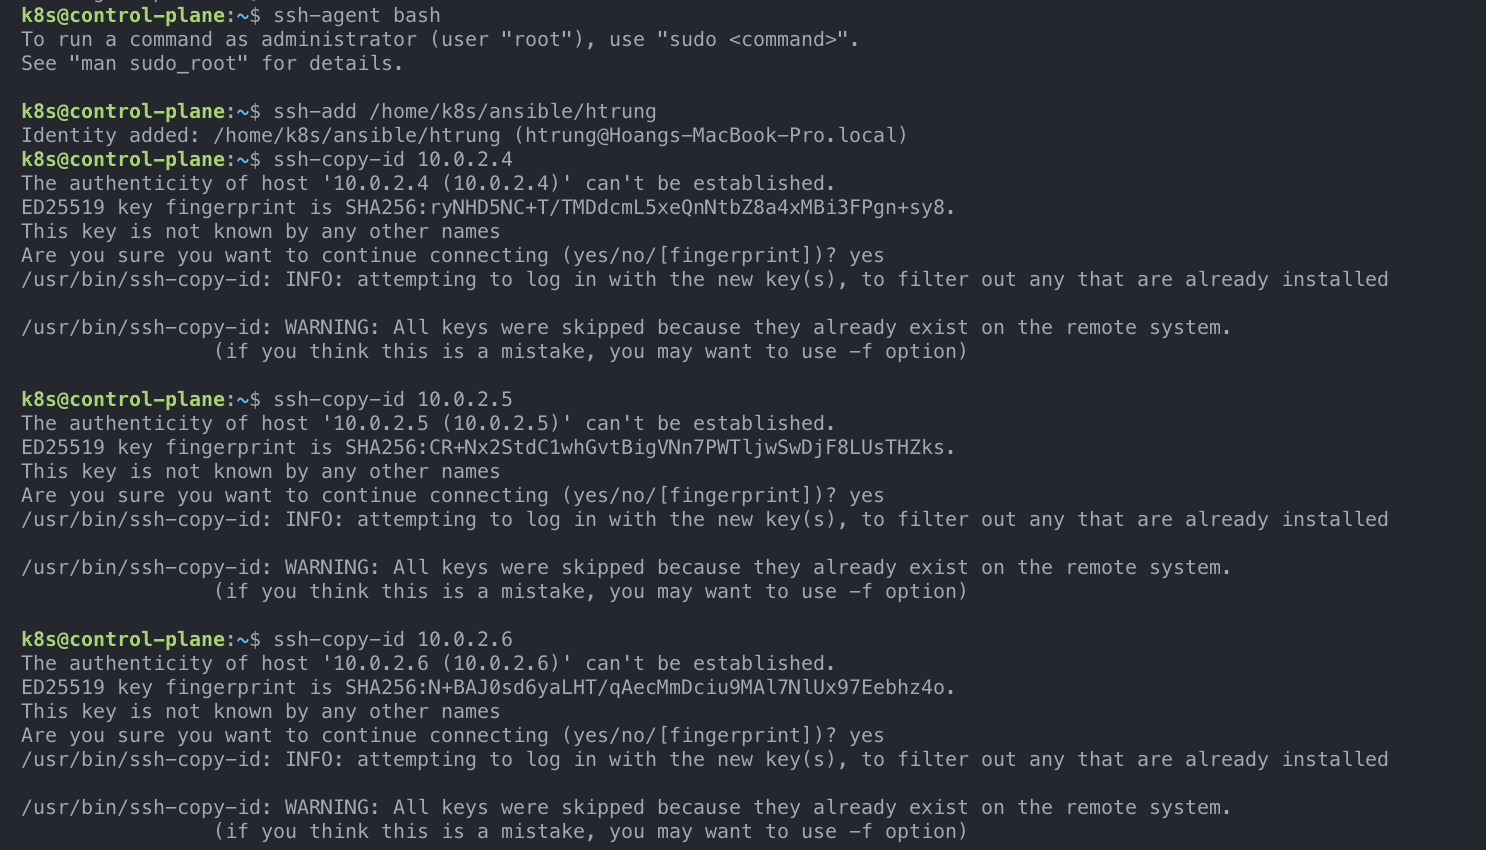 k8s@control-plane:~$ ssh-agent bash
To run a command as administrator (user "root"), use "sudo <command>".
See "man sudo_root" for details.
k8s@control-plane:~$ ssh-add /home/k8s/ansible/htrung
Identity added: /home/k8s/ansible/htrung (htrung@Hoangs-MacBook-Pro.local)
k8s@control-plane:~$ ssh-copy-id 10.0.2.4
The authenticity of host '10.0.2.4 (10.0.2.4)' can't be established.
ED25519 key fingerprint is SHA256:ryNHD5NC+T/TMDdcmL5xeQnNtbZ8a4xMBi3FPgn+sy8.
This key is not known by any other names
Are you sure you want to continue connecting (yes/no/[fingerprint])? yes
/usr/bin/ssh-copy-id: INFO: attempting to log in with the new key(s), to filter out any that are already installed
/usr/bin/ssh-copy-id: WARNING: All keys were skipped because they already exist on the remote system.
(if you think this is a mistake, you may want to use -f option)
k8s@control-plane:~$ ssh-copy-id 10.0.2.5
The authenticity of host '10.0.2.5 (10.0.2.5)' can't be established.
ED25519 key fingerprint is SHA256:CR+Nx2StdC1whGvtBigVNn7PWTljwSwDjF8LUsTHZks.
This key is not known by any other names
Are you sure you want to continue connecting (yes/no/[fingerprint])? yes
/usr/bin/ssh-copy-id: INFO: attempting to log in with the new key(s), to filter out any that are already installed
/usr/bin/ssh-copy-id: WARNING: All keys were skipped because they already exist on the remote system.
(if you think this is a mistake, you may want to use -f option)
k8s@control-plane:~$ ssh-copy-id 10.0.2.6
The authenticity of host '10.0.2.6 (10.0.2.6)' can't be established.
ED25519 key fingerprint is SHA256:N+BAJ0sd6yaLHT/qAecMmDciu9MAl7NlUx97Eebhz4o.
This key is not known by any other names
Are you sure you want to continue connecting (yes/no/[fingerprint])? yes
/usr/bin/ssh-copy-id: INFO: attempting to log in with the new key(s), to filter out any that are already installed
/usr/bin/ssh-copy-id: WARNING: All keys were skipped because they already exist on the remote system.
(if you think this is a mistake, you may want to use -f option)